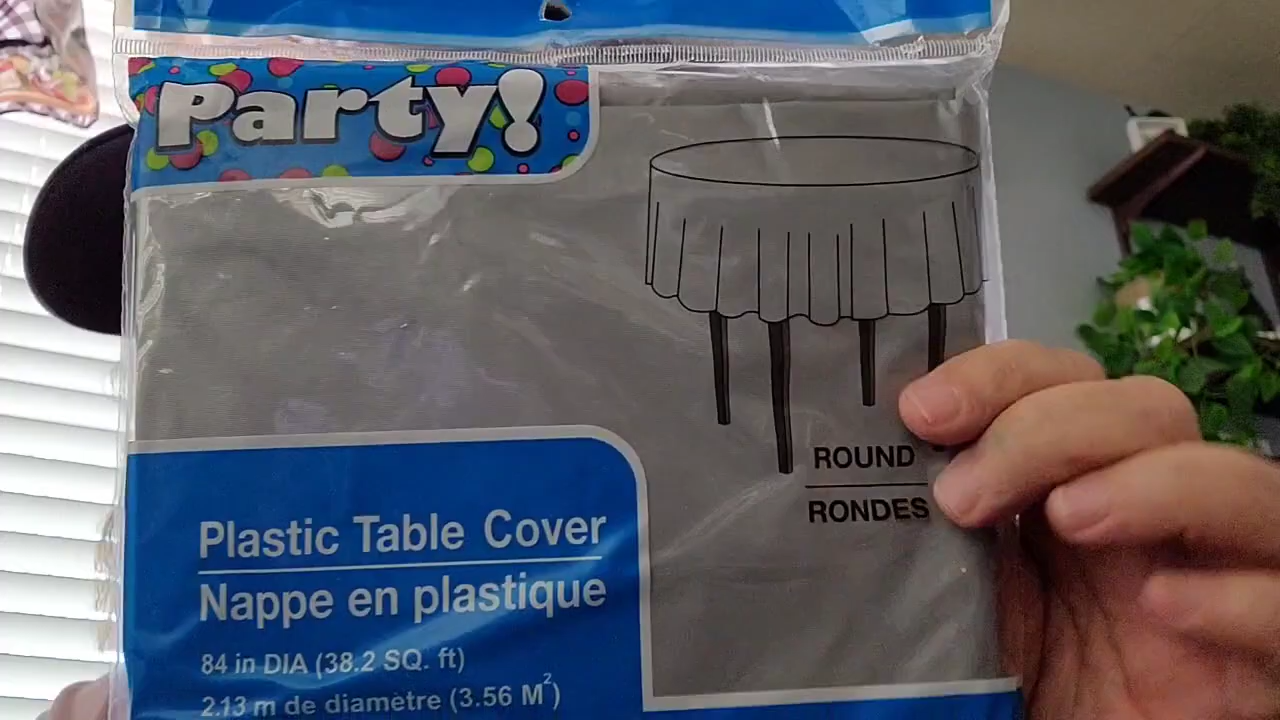 Party!
ROUND
RONDES
Plastic Table Cover
Nappe en plastique
84 in DIA (38.2 SQ. ft)
2.13 m de diamètre (3.56 M²)